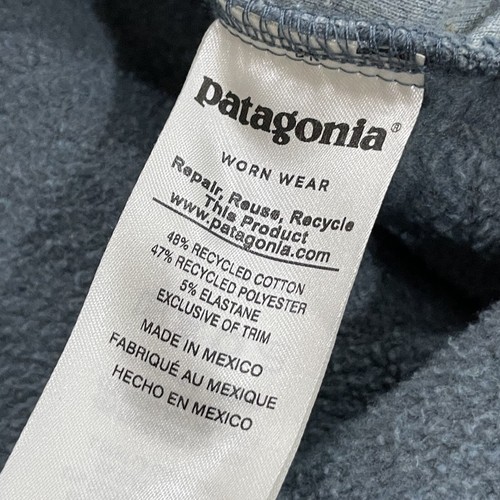 patagonia®
WORN WEAR
Repair, Reuse, Recycle
This Product
www.patagonia.com
48% RECYCLED COTTON
47% RECYCLED POLYESTER
5% ELASTANE
EXCLUSIVE OF TRIM
MADE IN MEXICO
FABRIQUÉ AU MEXIQUE
HECHO EN MEXICO